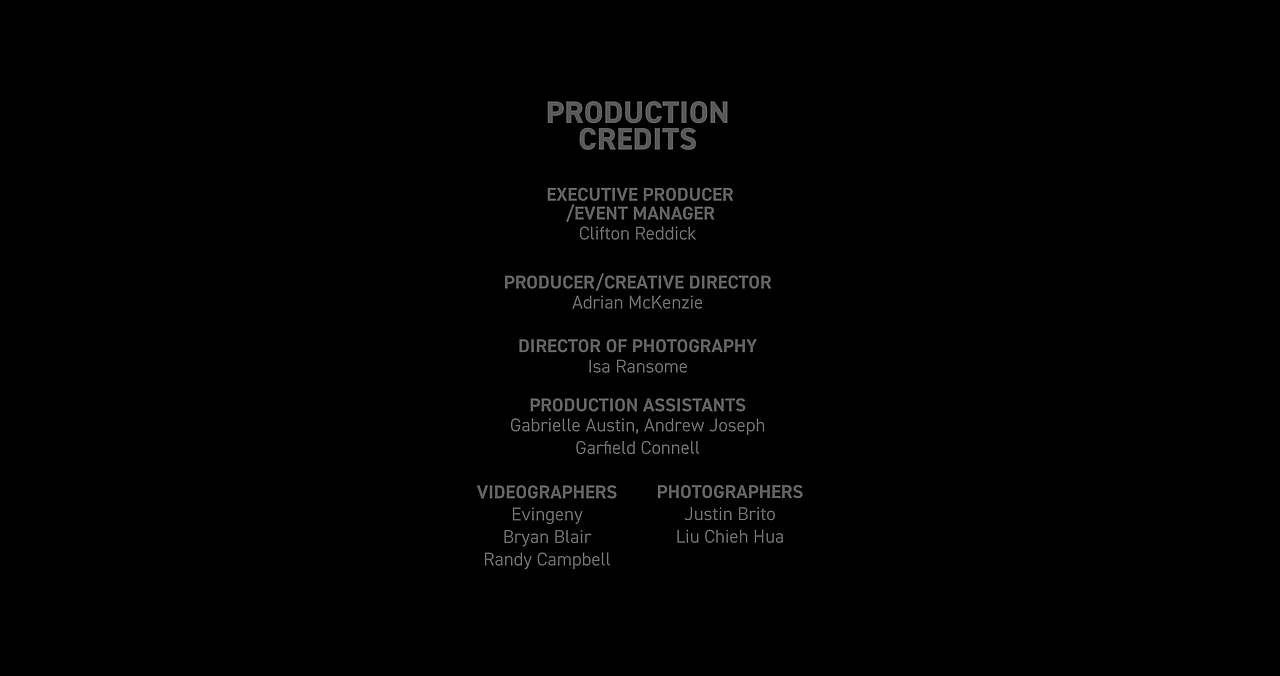 PRODUCTION
CREDITS
EXECUTIVE PRODUCER
/EVENT MANAGER
Clifton Reddick
PRODUCER/CREATIVE DIRECTOR
Adrian McKenzie
DIRECTOR OF PHOTOGRAPHY
Isa Ransome
PRODUCTION ASSISTANTS
Gabrielle Austin, Andrew Joseph
Garfield Connell
VIDEOGRAPHERS
Evingeny
Bryan Blair
Randy Campbell
PHOTOGRAPHERS
Justin Brito
Liu Chieh Hua